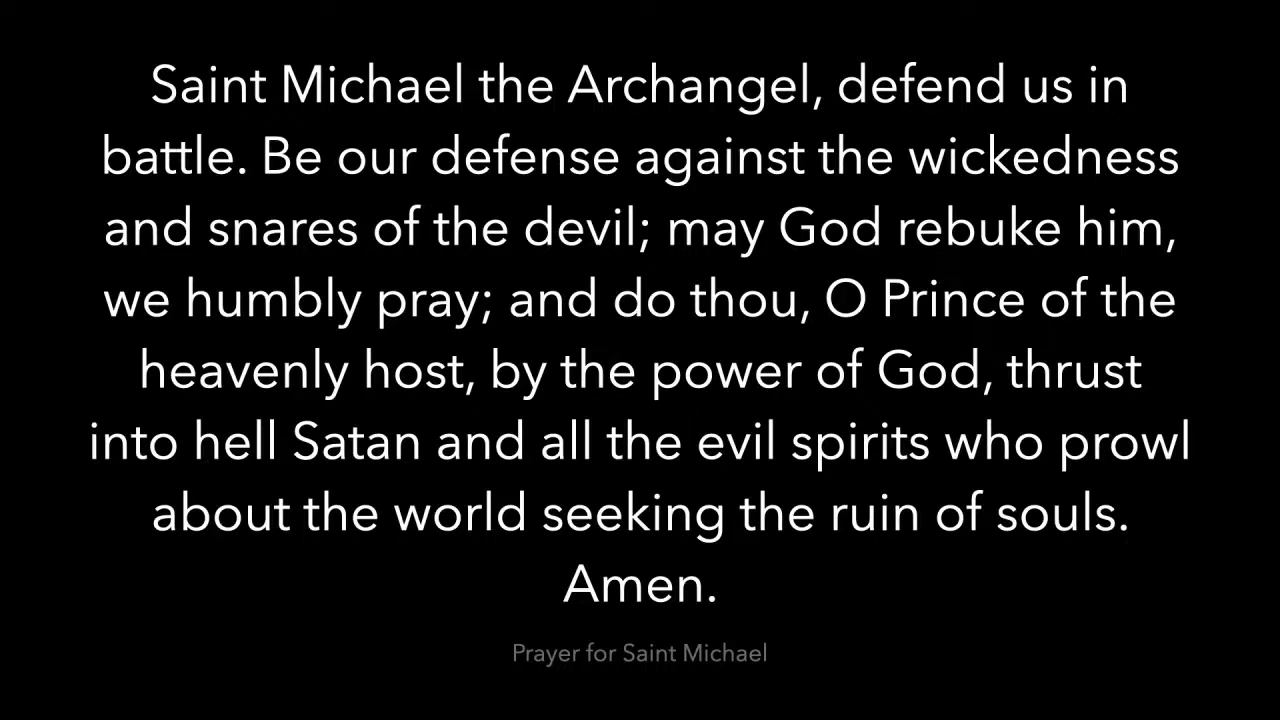 Saint Michael the Archangel, defend us in
battle. Be our defense against the wickedness
and snares of the devil; may God rebuke him,
we humbly pray; and do thou, O Prince of the
heavenly host, by the power of God, thrust
into hell Satan and all the evil spirits who prowl
about the world seeking the ruin of souls.
Amen.
Prayer for Saint Michael